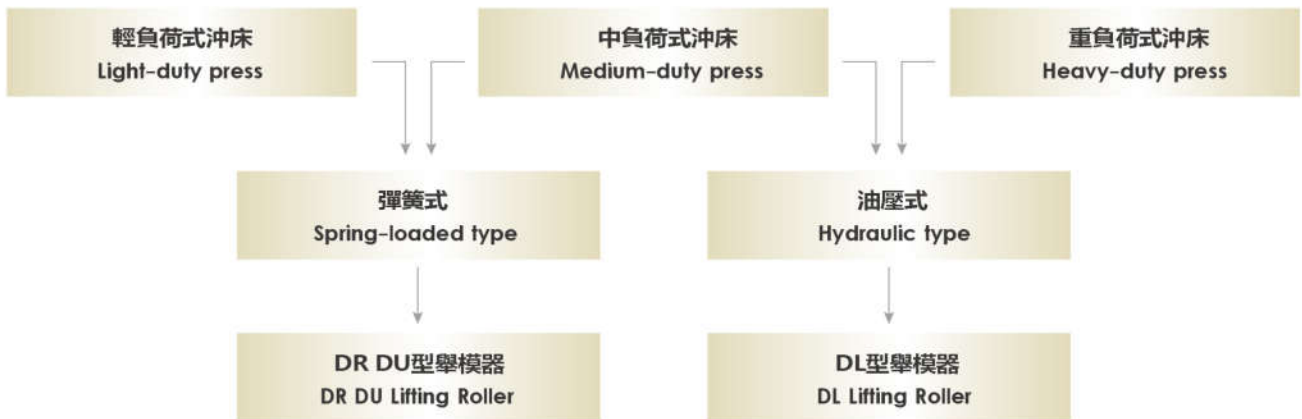 輕負荷式沖床
Light-duty press
中負荷式沖床
Medium-duty press
重負荷式沖床
Heavy-duty press
彈簧式
Spring-loaded type
油壓式
Hydraulic type
DR DU型舉模器
DR DU Lifting Roller
DL型舉模器
DL Lifting Roller